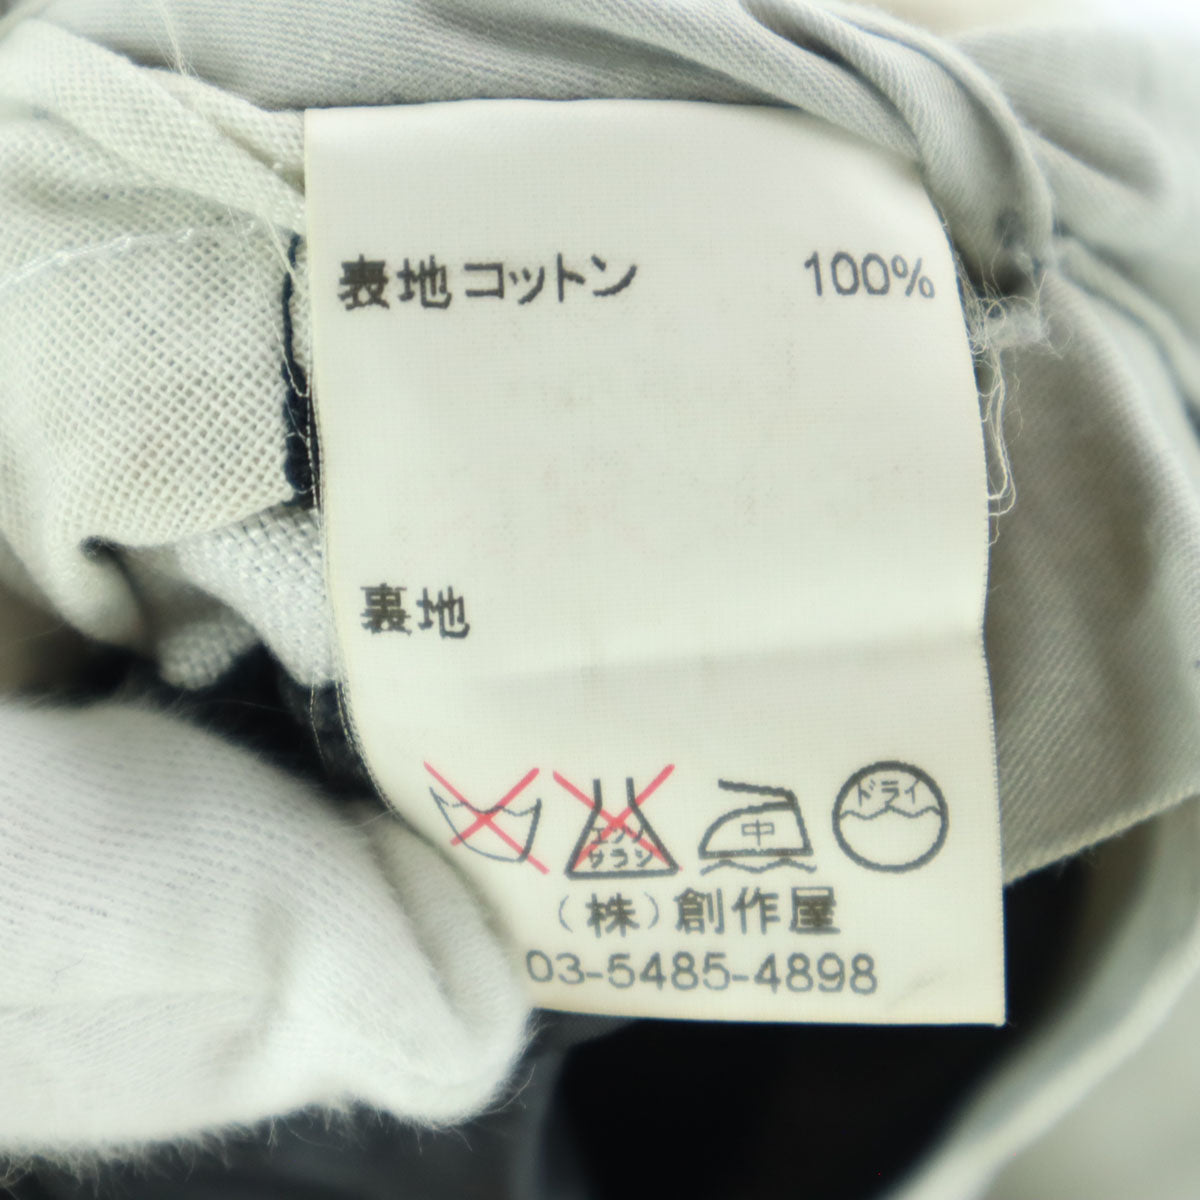 表地コットン 100%
裏地
エンソ サラシ 中 ドライ
(株)創作屋
03-5485-4898